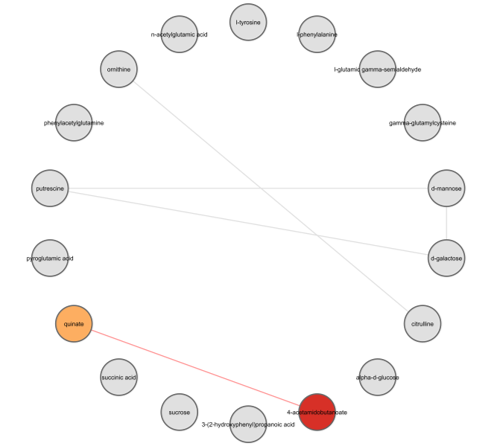 l-tyrosine
n-acetylglutamic acid
l-phenylalanine
ornithine
l-glutamic gamma-semialdehyde
phenylacetylglutamine
gamma-glutamylcysteine
putrescine
d-mannose
pyroglutamic acid
d-galactose
quinate
citrulline
succinic acid
alpha-d-glucose
sucrose
4-acetamidobutanoate
3-(2-hydroxyphenyl)propanoic acid